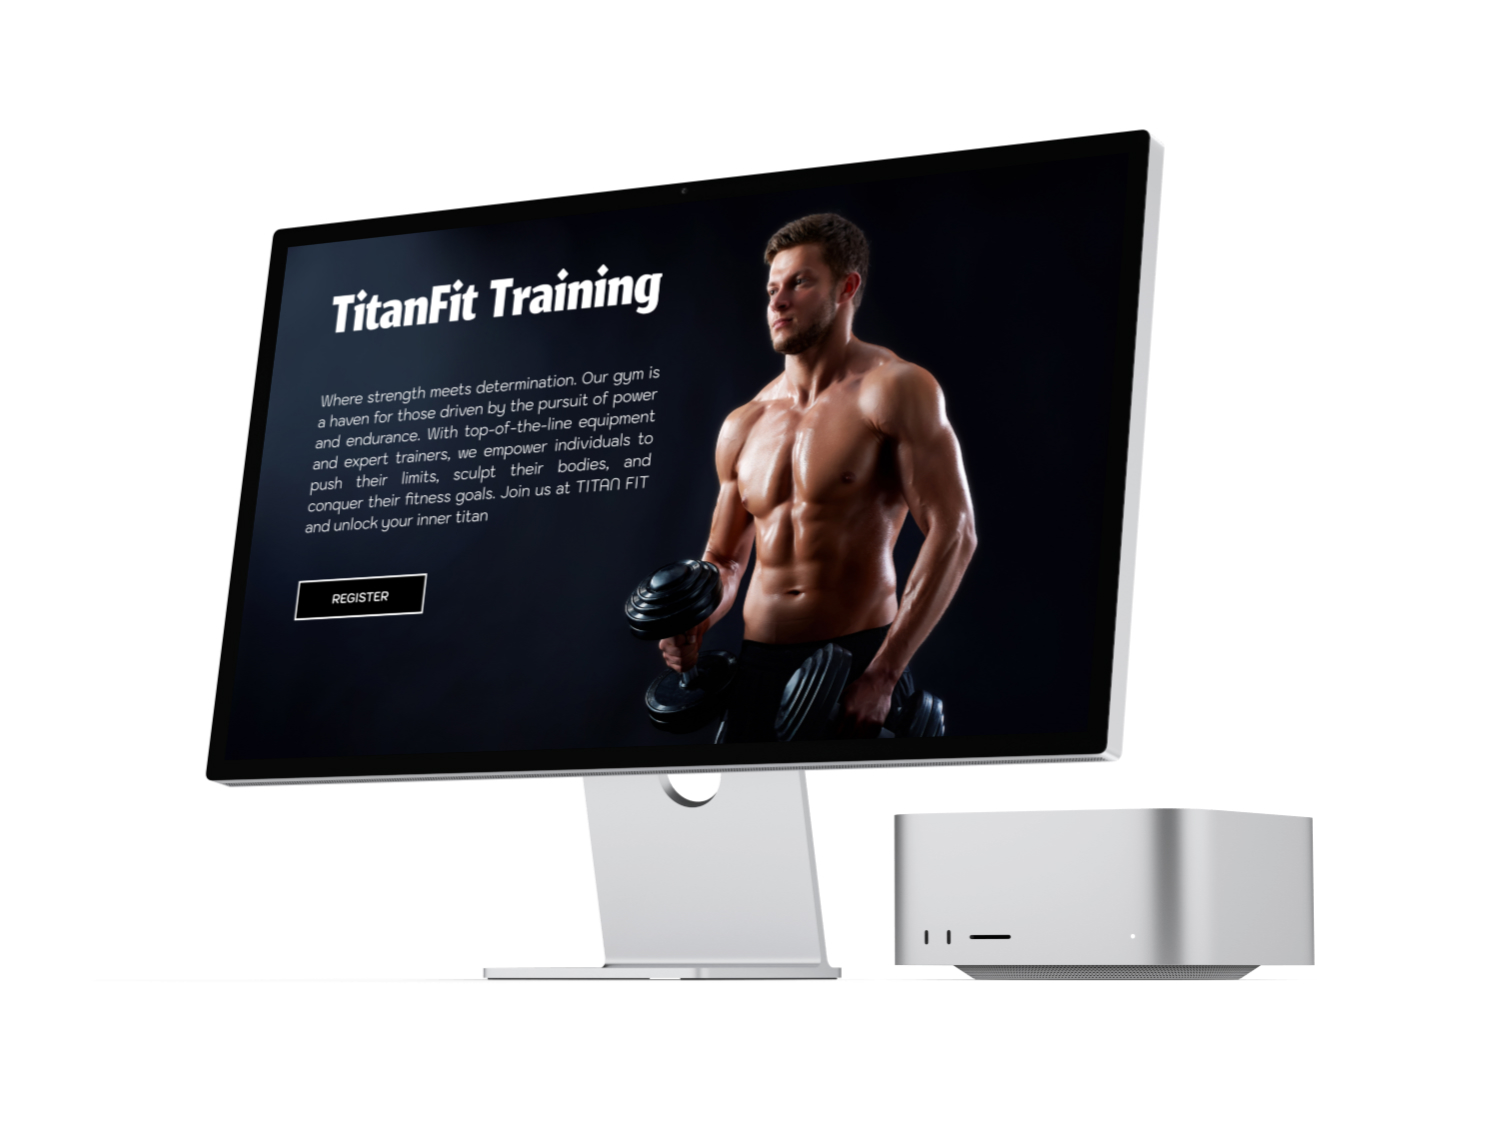 TitanFit Training
Where strength meets determination. Our gym is
a haven for those driven by the pursuit of power
and endurance. With top-of-the-line equipment
and expert trainers, we empower individuals to
push their limits, sculpt their bodies, and
conquer their fitness goals. Join us at TITAN FIT
and unlock your inner titan
REGISTER